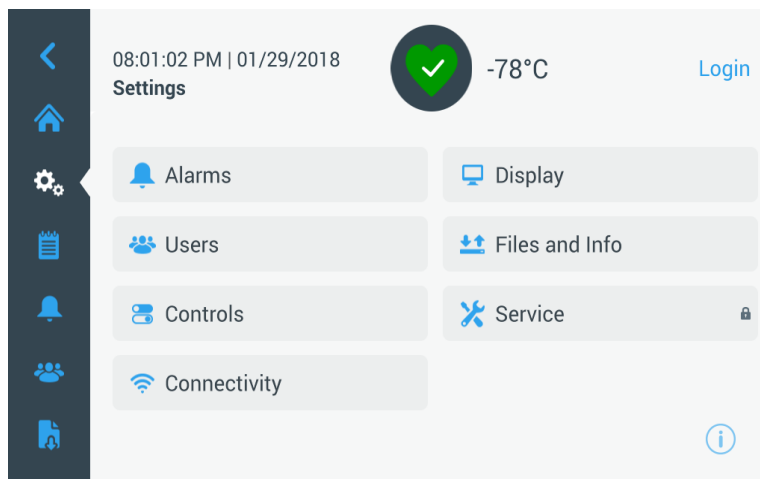 08:01:02 PM | 01/29/2018
Settings
-78°C
Login
Alarms
Display
Users
Files and Info
Controls
Service
Connectivity